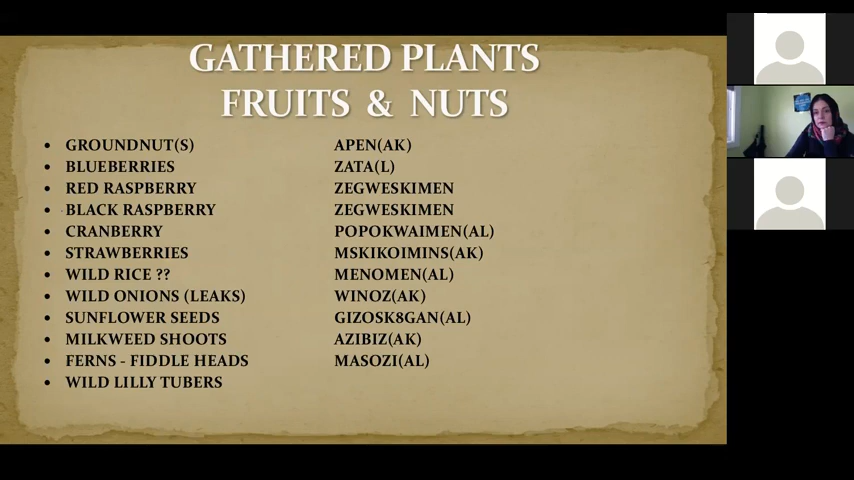 GATHERED PLANTS
FRUITS & NUTS
• GROUNDNUT(S) APEN(AK)
• BLUEBERRIES ZATA(L)
• RED RASPBERRY ZEGWESKIMEN
• BLACK RASPBERRY ZEGWESKIMEN
• CRANBERRY POPOKWAIMEN(AL)
• STRAWBERRIES MSKIKOIMINS(AK)
• WILD RICE ?? MENOMEN(AL)
• WILD ONIONS (LEAKS) WINOZ(AK)
• SUNFLOWER SEEDS GIZOSK8GAN(AL)
• MILKWEED SHOOTS AZIBIZ(AK)
• FERNS - FIDDLE HEADS MASOZI(AL)
• WILD LILLY TUBERS